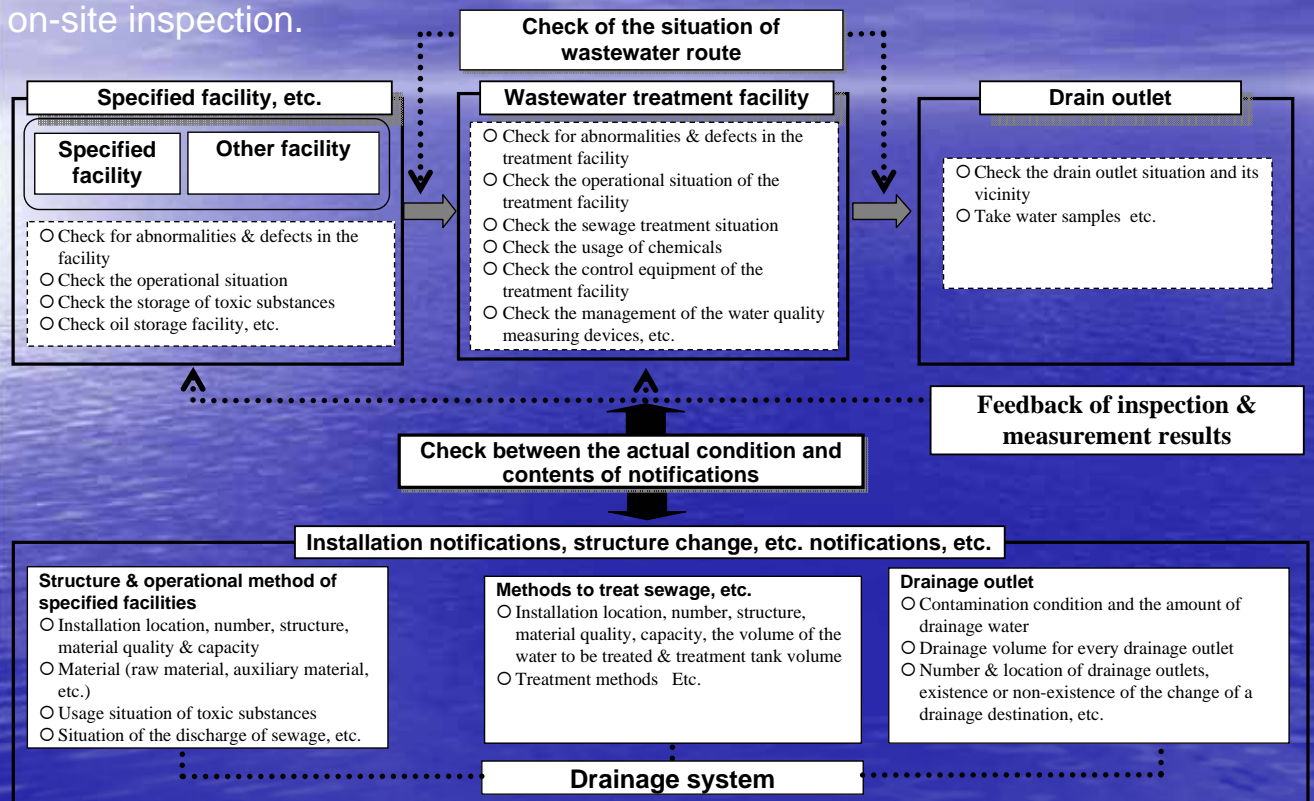 on-site inspection.
Check of the situation of
wastewater route
Specified facility, etc.
Specified
facility
Other facility
○ Check for abnormalities & defects in the
facility
○ Check the operational situation
○ Check the storage of toxic substances
○ Check oil storage facility, etc.
Wastewater treatment facility
○ Check for abnormalities & defects in the
treatment facility
○ Check the operational situation of the
treatment facility
○ Check the sewage treatment situation
○ Check the usage of chemicals
○ Check the control equipment of the
treatment facility
○ Check the management of the water quality
measuring devices, etc.
Drain outlet
○ Check the drain outlet situation and its
vicinity
○ Take water samples etc.
Feedback of inspection &
measurement results
Check between the actual condition and
contents of notifications
Installation notifications, structure change, etc. notifications, etc.
Structure & operational method of
specified facilities
○ Installation location, number, structure,
material quality & capacity
○ Material (raw material, auxiliary material,
etc.)
○ Usage situation of toxic substances
○ Situation of the discharge of sewage, etc.
Methods to treat sewage, etc.
○ Installation location, number, structure,
material quality, capacity, the volume of the
water to be treated & treatment tank volume
○ Treatment methods Etc.
Drainage outlet
○ Contamination condition and the amount of
drainage water
○ Drainage volume for every drainage outlet
○ Number & location of drainage outlets,
existence or non-existence of the change of a
drainage destination, etc.
Drainage system